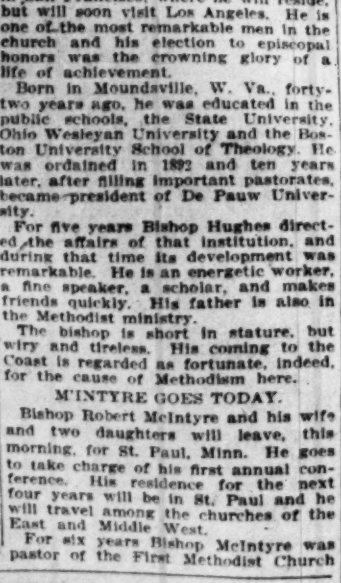 but will soon visit Los Angeles. He is
one of the most remarkable men in the
church and his election to episcopal
honors was the crowning glory of a
life of achievement.
Born in Moundsville, W. Va., forty-
two years ago, he was educated in the
public schools, the State University,
Ohio Wesleyan University and the Bos-
ton University School of Theology. He
was ordained in 1892 and ten years
later, after filling important pastorates,
became president of De Pauw Univer-
sity.
For five years Bishop Hughes direct-
ed the affairs of that institution, and
during that time its development was
remarkable. He is an energetic worker,
a fine speaker, a scholar, and makes
friends quickly. His father is also in
the Methodist ministry.
The bishop is short in stature, but
wiry and tireless. His coming to the
Coast is regarded as fortunate, indeed,
for the cause of Methodism here.
M'INTYRE GOES TODAY.
Bishop Robert McIntyre and his wife
and two daughters will leave, this
morning, for St. Paul, Minn. He goes
to take charge of his first annual con-
ference. His residence for the next
four years will be in St. Paul and he
will travel among the churches of the
East and Middle West.
For six years Bishop McIntyre was
pastor of the First Methodist Church